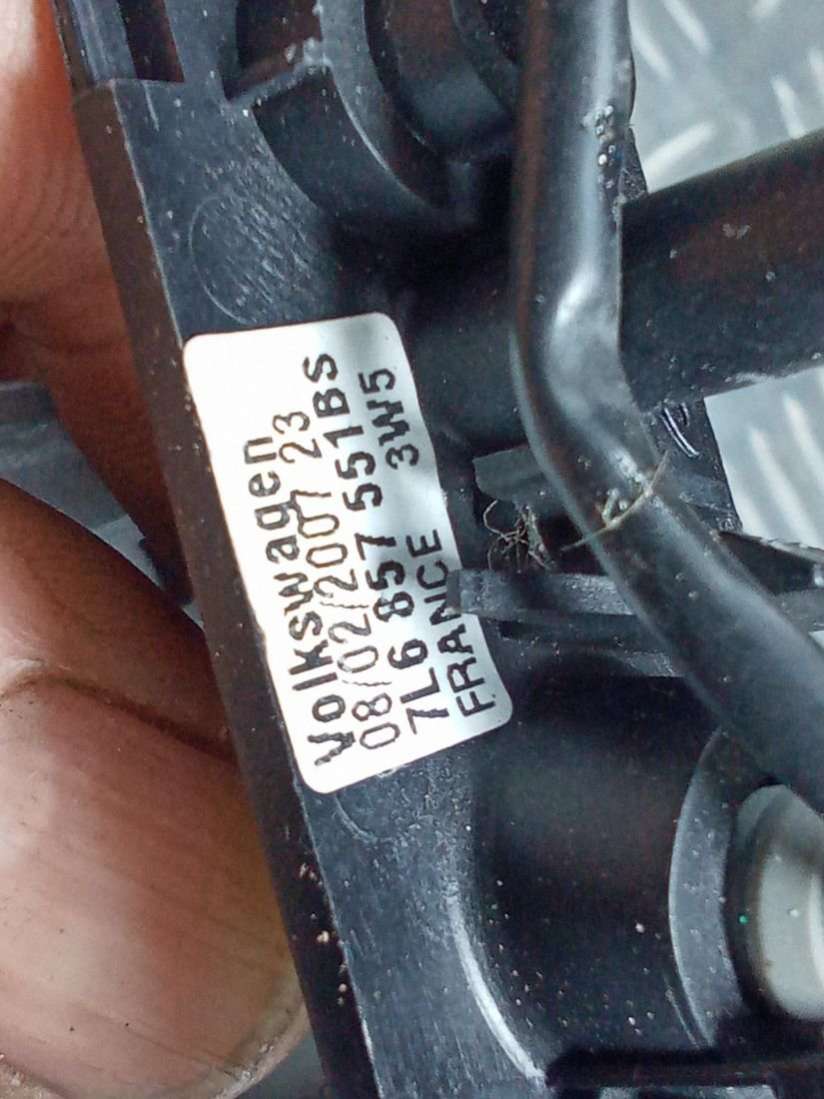 Volkswagen
08/02/2007 23
7L6 857 551BS
FRANCE 3W5